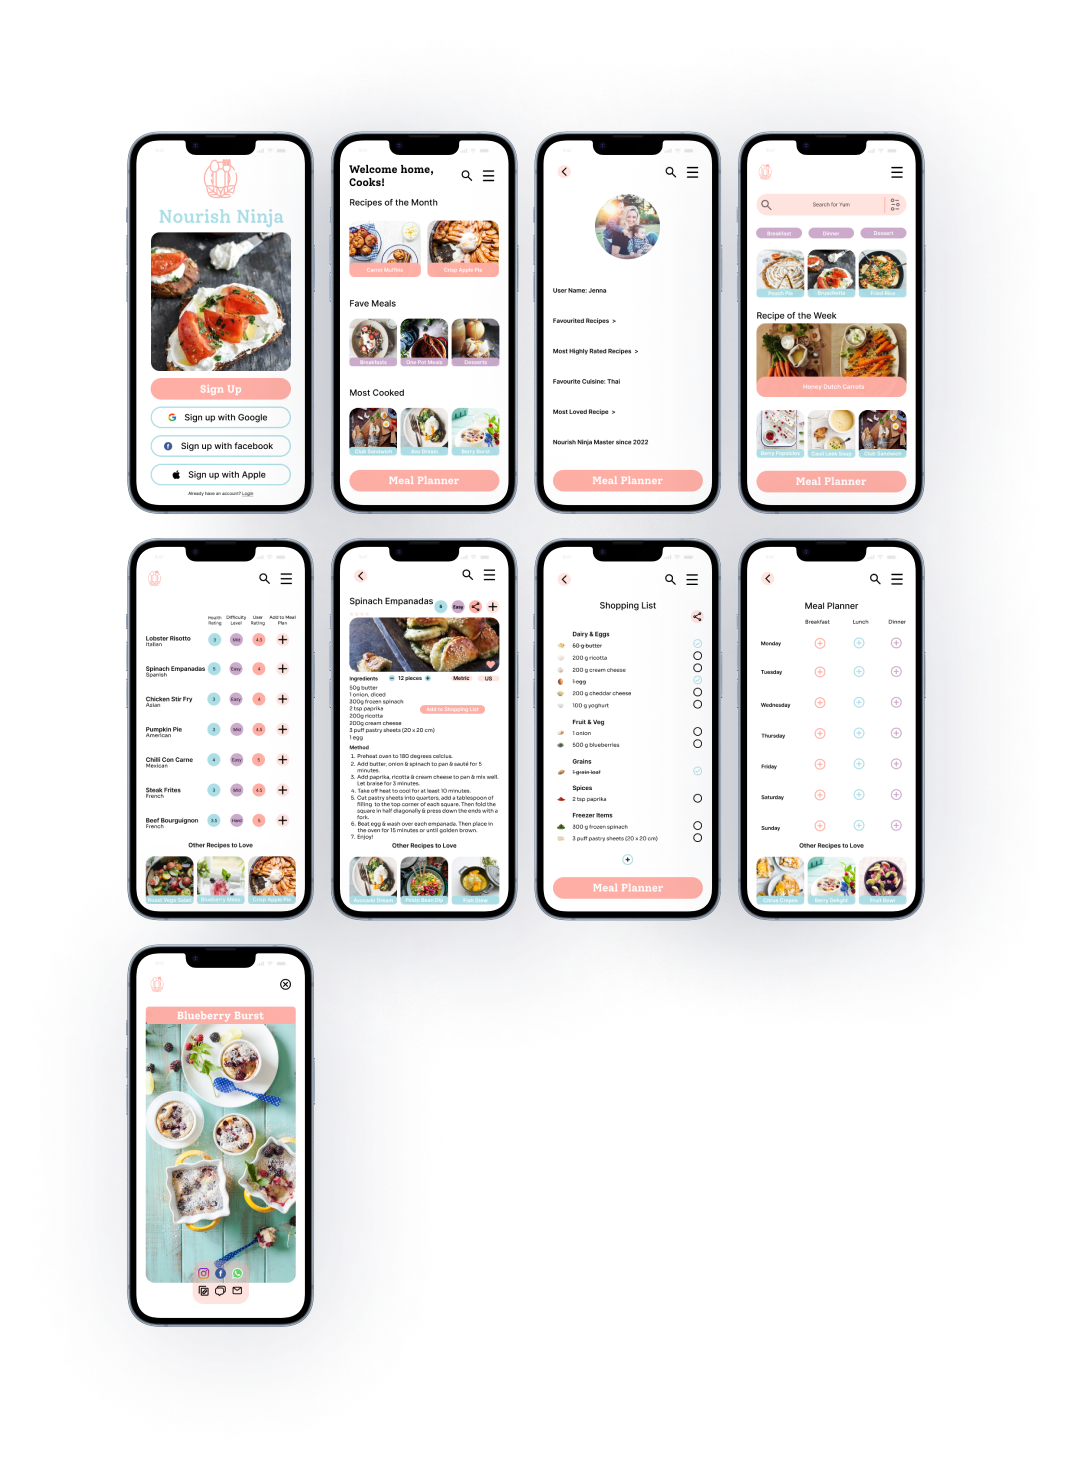 Nourish Ninja
Sign Up
Sign up with Google
Sign up with facebook
Sign up with Apple
Already have an account? Login
Welcome home,
Cooks!
Recipes of the Month
Carrot Muffins
Crisp Apple Pie
Fave Meals
Breakfasts
One Pot Meals
Desserts
Most Cooked
Club Sandwich
Avo Dream
Berry Burst
Meal Planner
User Name: Jenna
Favourited Recipes >
Most Highly Rated Recipes >
Favourite Cuisine: Thai
Most Loved Recipe >
Nourish Ninja Master since 2022
Meal Planner
Search for Yum
Breakfast
Dinner
Dessert
Peach Pie
Bruschetta
Fried Rice
Recipe of the Week
Honey Dutch Carrots
Berry Popsicles
Cool Leek Soup
Club Sandwich
Meal Planner
Health Rating
Difficulty Level
User Rating
Add to Meal Plan
Lobster Risotto
Italian
3
Mid
4.5
Spinach Empanadas
Spanish
5
Easy
4
Chicken Stir Fry
Asian
3
Easy
4
Pumpkin Pie
American
3
Mid
4.5
Chilli Con Carne
Mexican
4
Easy
5
Steak Frites
French
3
Mid
4.5
Beef Bourguignon
French
3.5
Hard
5
Other Recipes to Love
Roast Vege Salad
Blueberry Mess
Crisp Apple Pie
Spinach Empanadas
Easy
Ingredients
12 pieces
Metric
US
50g butter
1 onion, diced
300g frozen spinach
2 tsp paprika
200g ricotta
200g cream cheese
3 puff pastry sheets (20 x 20 cm)
1 egg
Add to Shopping List
Method
1. Preheat oven to 180 degrees celcius.
2. Add butter, onion & spinach to pan & sauté for 5
minutes.
3. Add paprika, ricotta & cream cheese to pan & mix well.
Let braise for 3 minutes.
4. Take off heat to cool for at least 10 minutes.
5. Cut pastry sheets into quarters, add a tablespoon of
filling to the top corner of each square. Then fold the
square in half diagonally & press down the ends with a
fork.
6. Beat egg & wash over each empanada. Then place in
the oven for 15 minutes or until golden brown.
7. Enjoy!
Other Recipes to Love
Avocado Dream
Pesto Bean Dip
Fish Stew
Shopping List
Dairy & Eggs
50 g butter
200 g ricotta
200 g cream cheese
1 egg
200 g cheddar cheese
100 g yoghurt
Fruit & Veg
1 onion
500 g blueberries
Grains
1 grain loaf
Spices
2 tsp paprika
Freezer Items
300 g frozen spinach
3 puff pastry sheets (20 x 20 cm)
Meal Planner
Meal Planner
Breakfast
Lunch
Dinner
Monday
Tuesday
Wednesday
Thursday
Friday
Saturday
Sunday
Other Recipes to Love
Citrus Crepes
Berry Delight
Fruit Bowl
Blueberry Burst